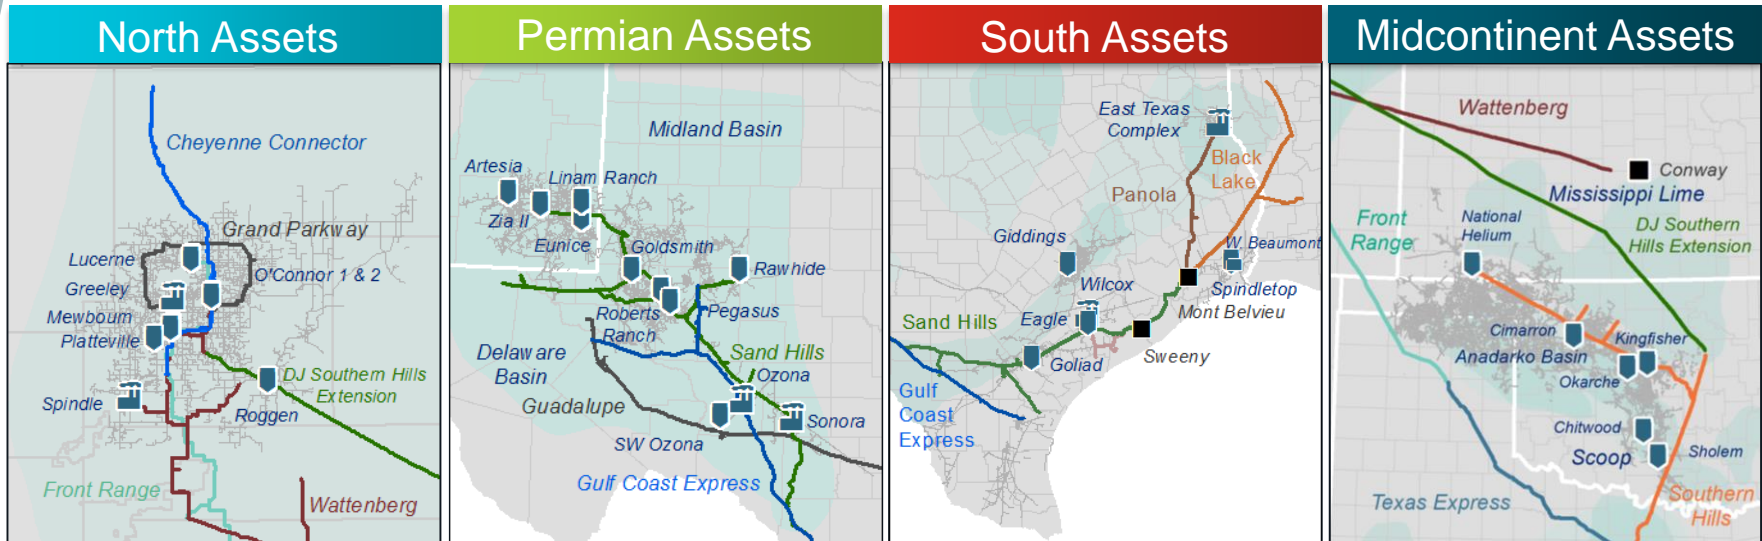 North Assets
Cheyenne Connector
Grand Parkway
Lucerne
O'Connor 1 & 2
Greeley
Mewbourn
Platteville
DJ Southern Hills
Extension
Spindle
Roggen
Front Range
Wattenberg
Permian Assets
Midland Basin
Artesia
Linam Ranch
Zia II
Eunice
Goldsmith
Rawhide
Roberts
Ranch
Pegasus
Delaware
Basin
Sand Hills
Ozona
Guadalupe
Sonora
SW Ozona
Gulf Coast Express
South Assets
East Texas
Complex
Black
Lake
Panola
Giddings
W. Beaumont
Wilcox
Spindletop
Eagle
Mont Belvieu
Sand Hills
Sweeny
Goliad
Gulf
Coast
Express
Midcontinent Assets
Wattenberg
Conway
Mississippi Lime
Front
Range
National
Helium
DJ Southern
Hills Extension
Cimarron
Kingfisher
Anadarko Basin
Okarche
Chitwood
Scoop
Sholem
Texas Express
Southern
Hills